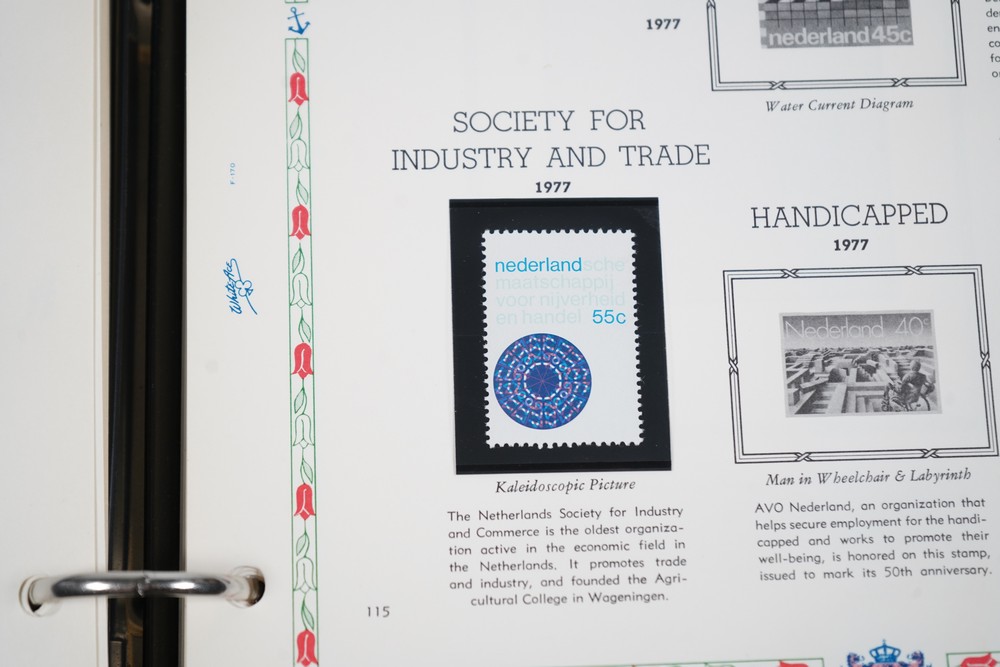 1977
nederland 45c
Water Current Diagram
SOCIETY FOR
INDUSTRY AND TRADE
1977
nederlandsche
maatschappij
voor nijverheid
en handel 55c
Kaleidoscopic Picture
The Netherlands Society for Industry
and Commerce is the oldest organiza-
tion active in the economic field in
the Netherlands. It promotes trade
and industry, and founded the Agri-
cultural College in Wageningen.
HANDICAPPED
1977
Nederland 40c
Man in Wheelchair & Labyrinth
AVO Nederland, an organization that
helps secure employment for the handi-
capped and works to promote their
well-being, is honored on this stamp,
issued to mark its 50th anniversary.
115
White Ace